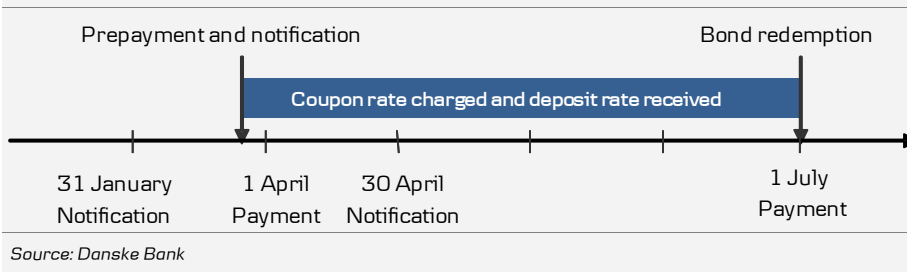 Prepayment and notification
Bond redemption
Coupon rate charged and deposit rate received
31 January
Notification
1 April
Payment
30 April
Notification
1 July
Payment
Source: Danske Bank